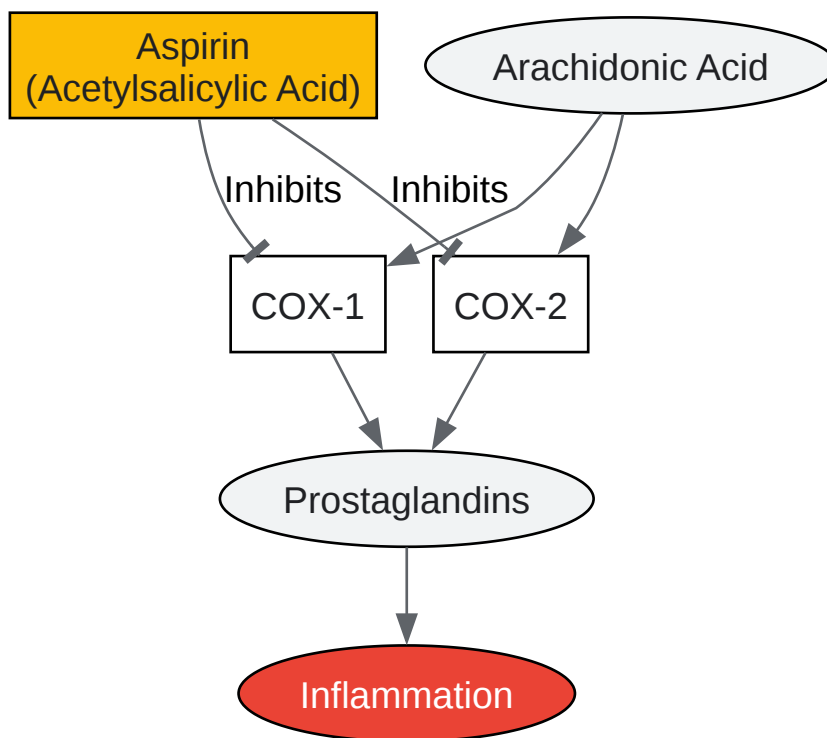 Aspirin
(Acetylsalicylic Acid)
Arachidonic Acid
Inhibits
Inhibits
COX-1
COX-2
Prostaglandins
Inflammation